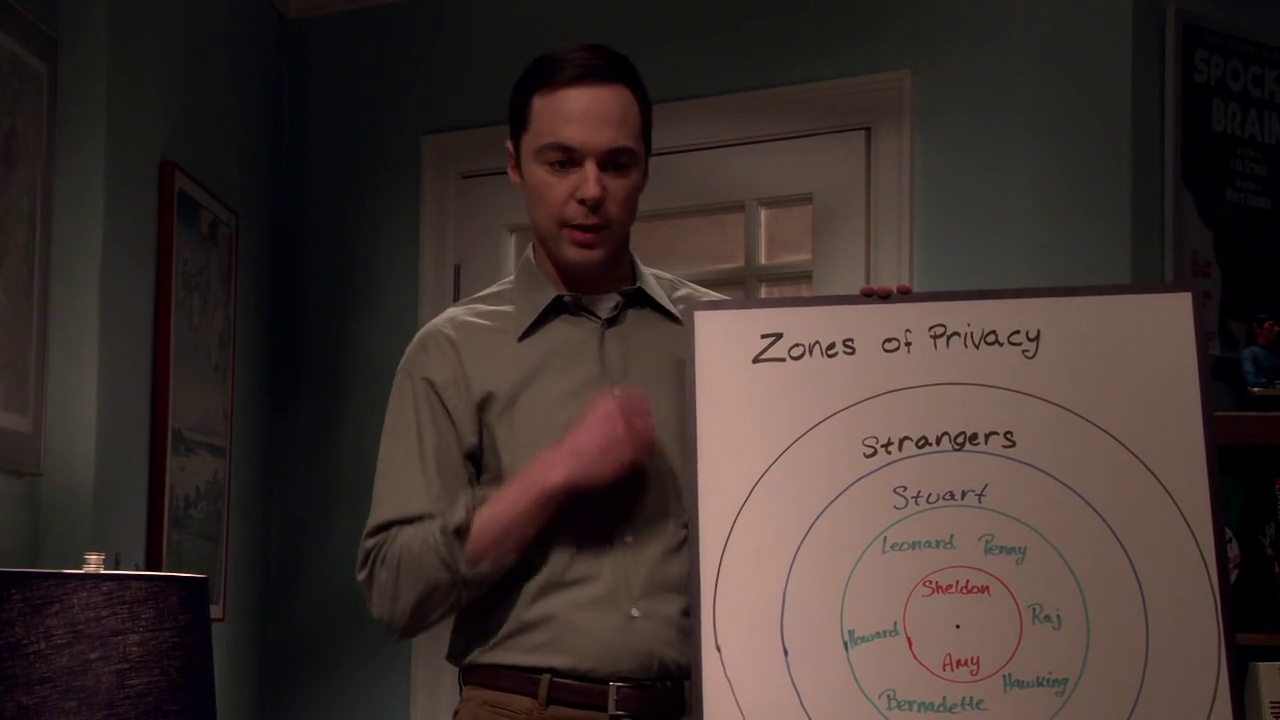 SPOCK
BRAIN
Zones of Privacy
Strangers
Stuart
Leonard Penny
Sheldon
Raj
Howard
Amy
Hawking
Bernadette